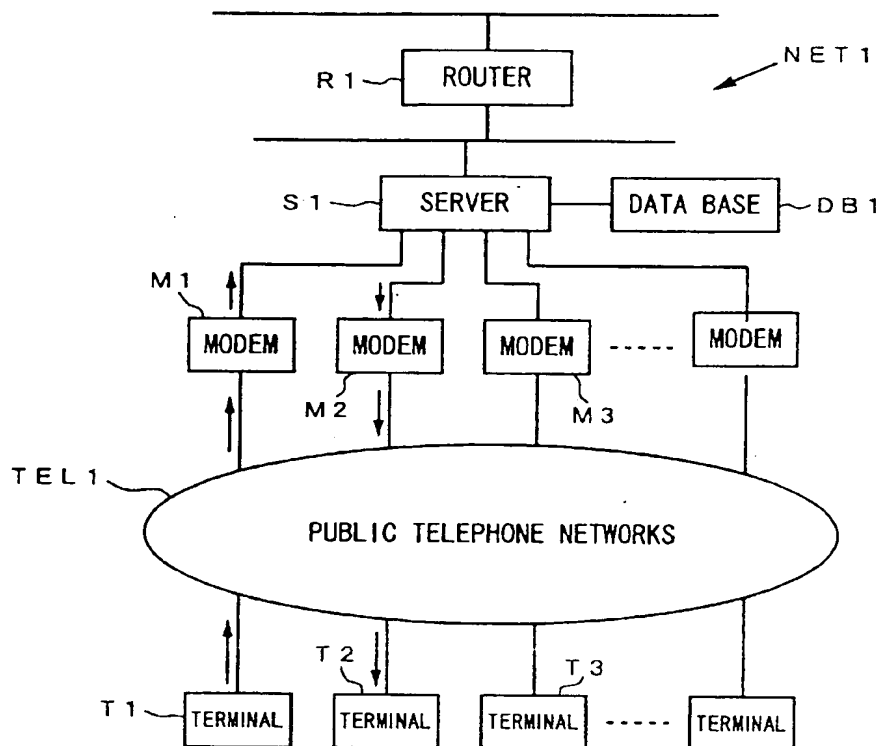 NET1
R1
ROUTER
S1
SERVER
DATA BASE
DB1
M1
MODEM
MODEM
MODEM
MODEM
M2
M3
TEL1
PUBLIC TELEPHONE NETWORKS
T1
TERMINAL
T2
TERMINAL
T3
TERMINAL
TERMINAL